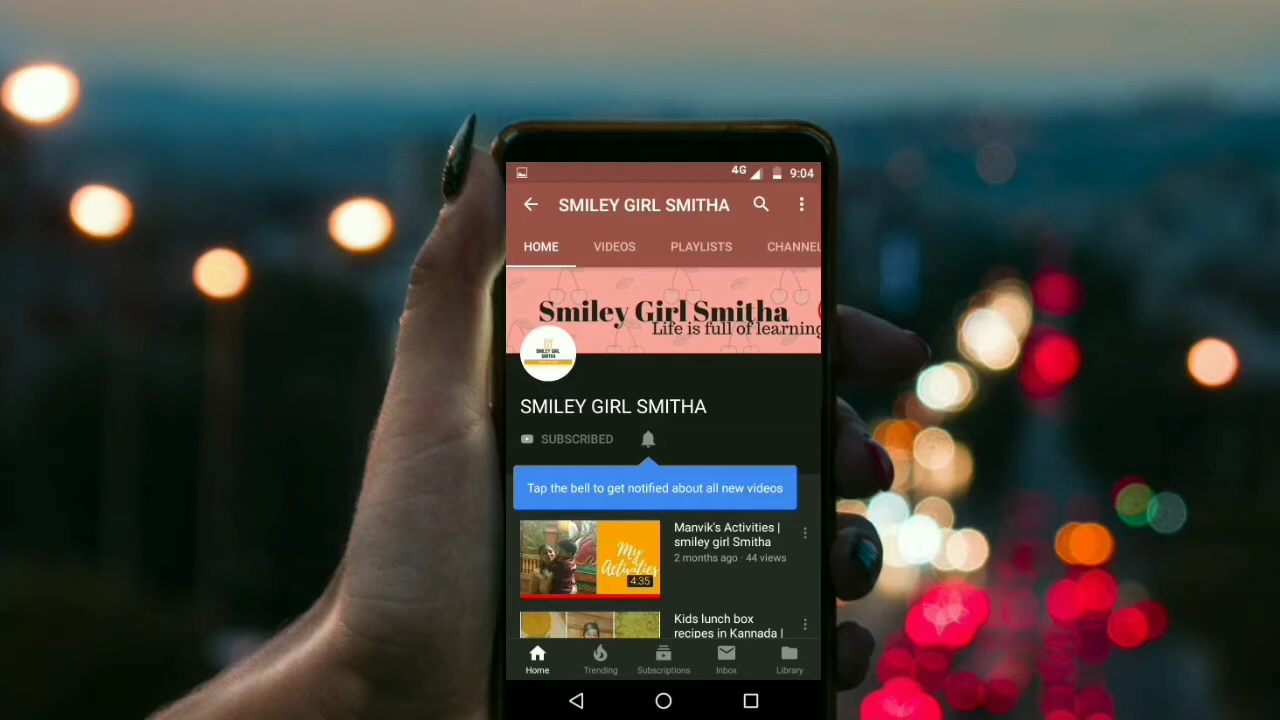 4G 9:04
SMILEY GIRL SMITHA
HOME VIDEOS PLAYLISTS CHANNEL
Smiley Girl Smitha
Life is full of learning
SMILEY GIRL
SMITHA
SMILEY GIRL SMITHA
SUBSCRIBED
Tap the bell to get notified about all new videos
My
Activities
4:35
Manvik's Activities |
smiley girl Smitha
2 months ago · 44 views
Kids lunch box
recipes in Kannada |
Home Trending Subscriptions Inbox Library